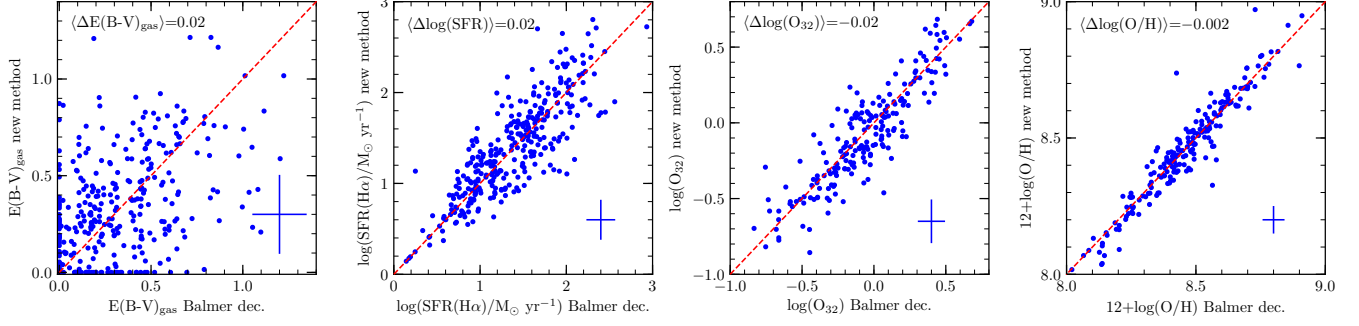 ⟨ΔE(B-V)gas⟩=0.02
E(B-V)gas new method
1.0
0.5
0.0
0.0
0.5
1.0
E(B-V)gas Balmer dec.
⟨Δlog(SFR)⟩=0.02
log(SFR(Hα)/M⊙ yr⁻¹) new method
3
2
1
0
0
1
2
3
log(SFR(Hα)/M⊙ yr⁻¹) Balmer dec.
⟨Δlog(O₃₂)⟩=−0.02
log(O₃₂) new method
0.5
0.0
−0.5
−1.0
−1.0
−0.5
0.0
0.5
log(O₃₂) Balmer dec.
⟨Δlog(O/H)⟩=−0.002
12+log(O/H) new method
9.0
8.5
8.0
8.0
8.5
9.0
12+log(O/H) Balmer dec.